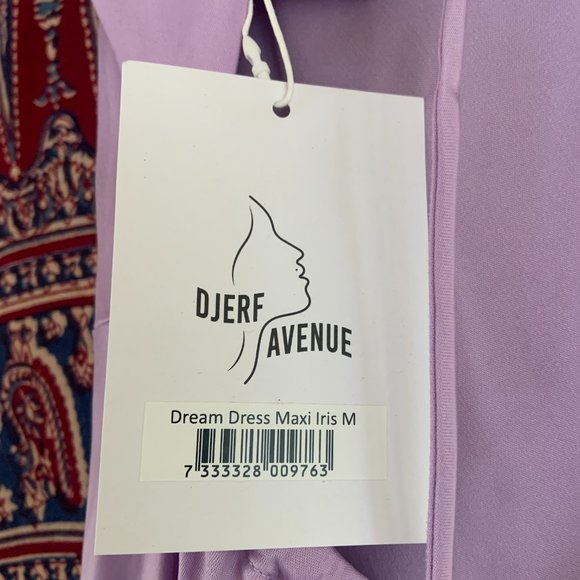 DJERF
AVENUE
Dream Dress Maxi Iris M
7 333328 009763